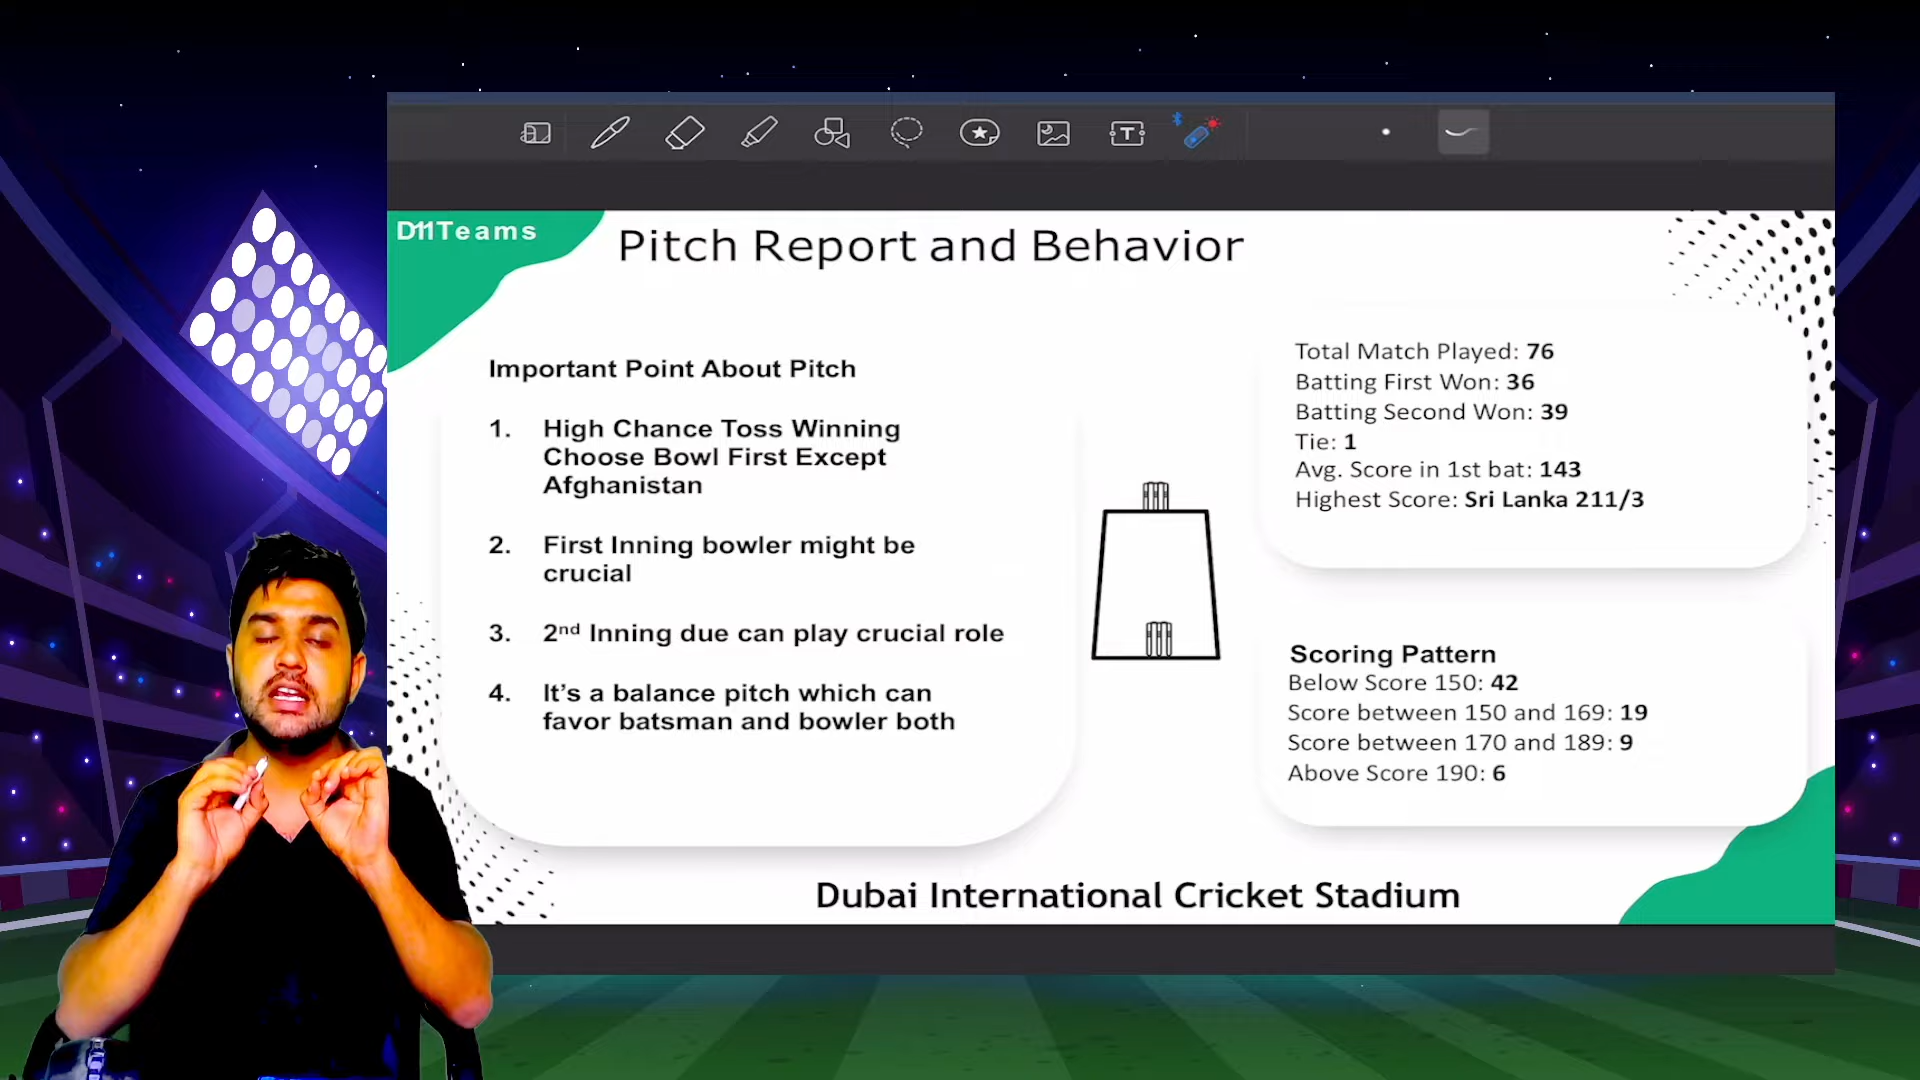 D11Teams
Pitch Report and Behavior
Important Point About Pitch
1. High Chance Toss Winning
Choose Bowl First Except
Afghanistan
2. First Inning bowler might be
crucial
3. 2nd Inning due can play crucial role
4. It’s a balance pitch which can
favor batsman and bowler both
Total Match Played: 76
Batting First Won: 36
Batting Second Won: 39
Tie: 1
Avg. Score in 1st bat: 143
Highest Score: Sri Lanka 211/3
Scoring Pattern
Below Score 150: 42
Score between 150 and 169: 19
Score between 170 and 189: 9
Above Score 190: 6
Dubai International Cricket Stadium